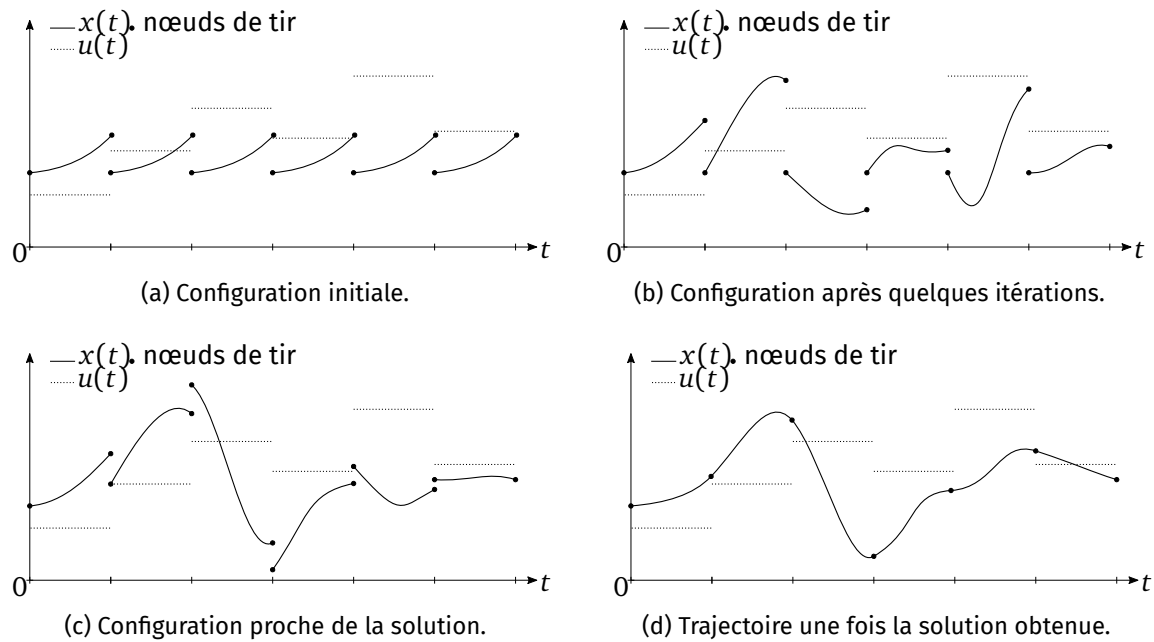 x(t) nœuds de tir
u(t)
0
t
(a) Configuration initiale.
x(t) nœuds de tir
u(t)
0
t
(b) Configuration après quelques itérations.
x(t) nœuds de tir
u(t)
0
t
(c) Configuration proche de la solution.
x(t) nœuds de tir
u(t)
0
t
(d) Trajectoire une fois la solution obtenue.